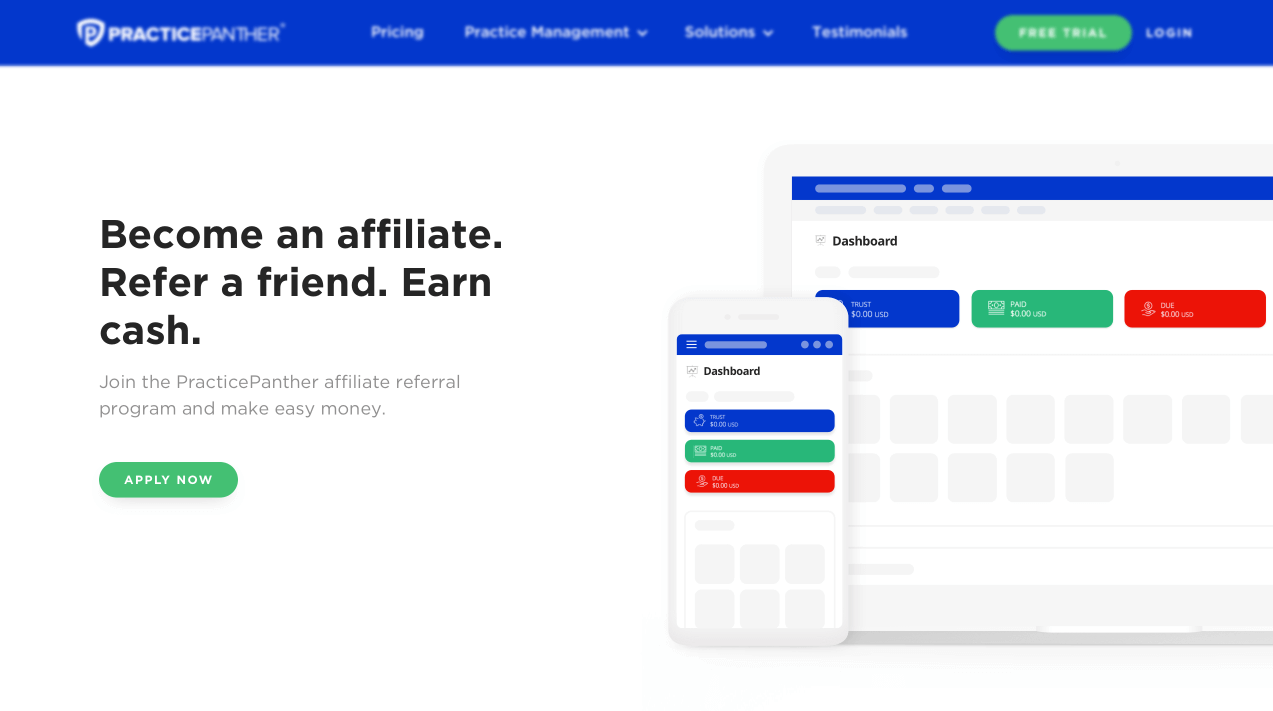 PRACTICEPANTHER
Pricing
Practice Management
Solutions
Testimonials
FREE TRIAL
LOGIN
Become an affiliate.
Refer a friend. Earn
cash.
Join the PracticePanther affiliate referral
program and make easy money.
APPLY NOW
Dashboard
TRUST
$0.00 USD
PAID
$0.00 USD
DUE
$0.00 USD
Dashboard
TRUST
$0.00 USD
PAID
$0.00 USD
DUE
$0.00 USD